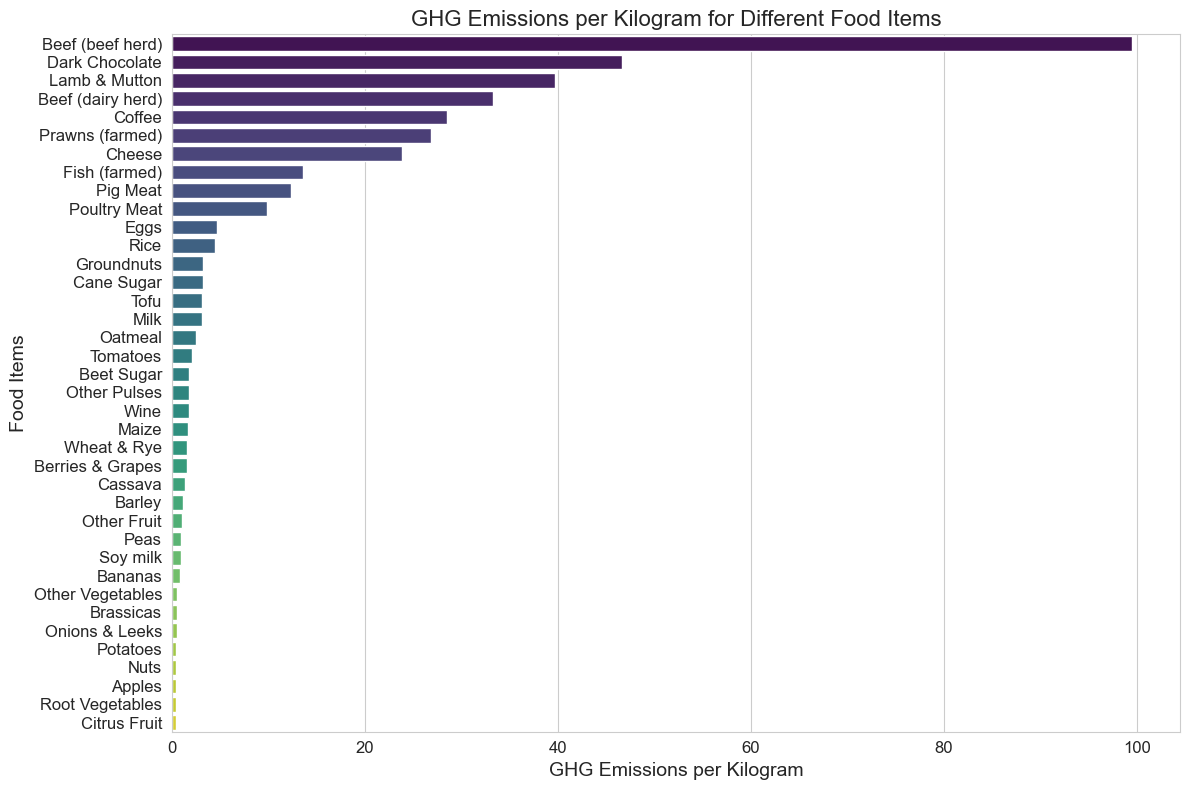 GHG Emissions per Kilogram for Different Food Items
Beef (beef herd)
Dark Chocolate
Lamb & Mutton
Beef (dairy herd)
Coffee
Prawns (farmed)
Cheese
Fish (farmed)
Pig Meat
Poultry Meat
Eggs
Rice
Groundnuts
Cane Sugar
Tofu
Milk
Oatmeal
Tomatoes
Beet Sugar
Other Pulses
Wine
Maize
Wheat & Rye
Berries & Grapes
Cassava
Barley
Other Fruit
Peas
Soy milk
Bananas
Other Vegetables
Brassicas
Onions & Leeks
Potatoes
Nuts
Apples
Root Vegetables
Citrus Fruit
Food Items
0 20 40 60 80 100
GHG Emissions per Kilogram